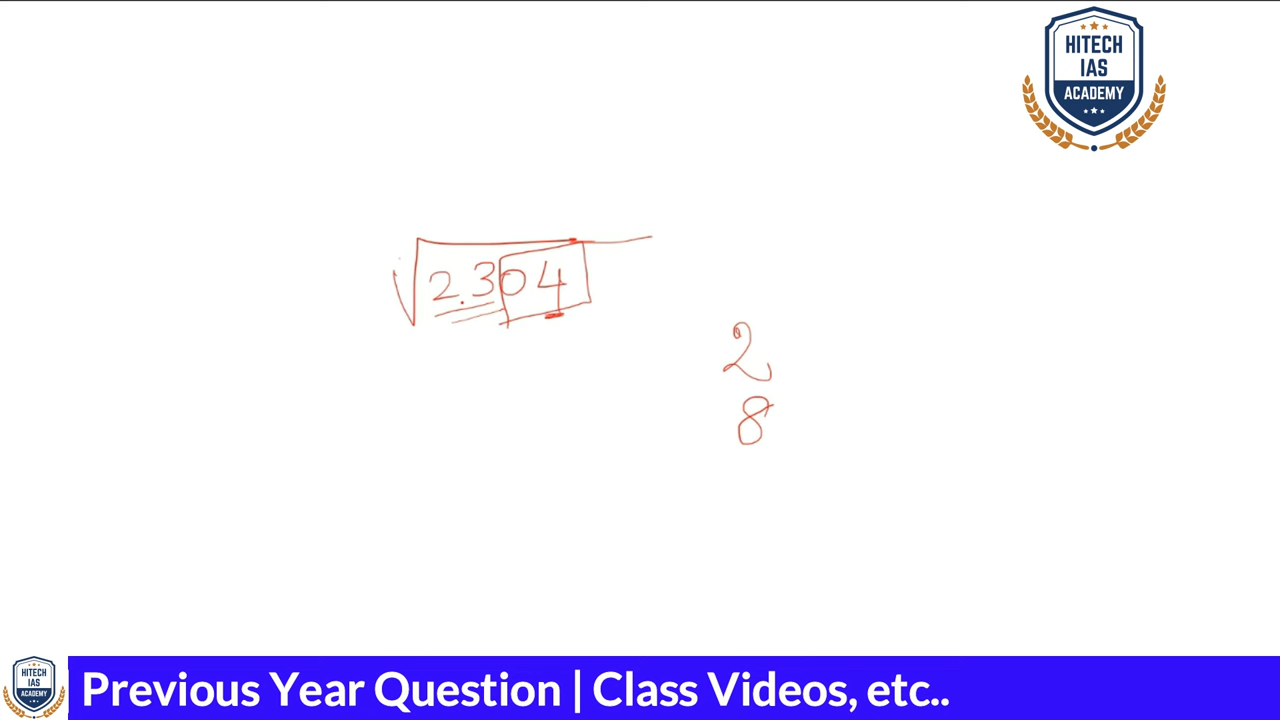 HITECH
IAS
ACADEMY
√2.304
2
8
HITECH
IAS
ACADEMY
Previous Year Question | Class Videos, etc..